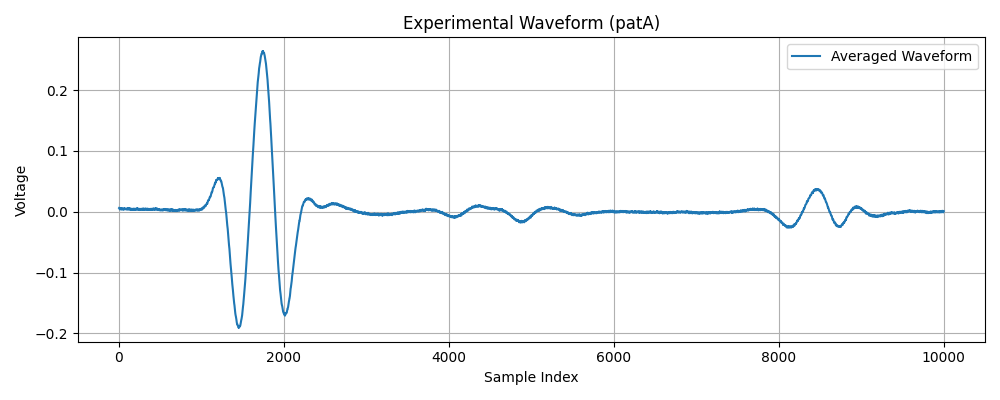 Experimental Waveform (patA)
Averaged Waveform
Voltage
0.2
0.1
0.0
−0.1
−0.2
0
2000
4000
6000
8000
10000
Sample Index